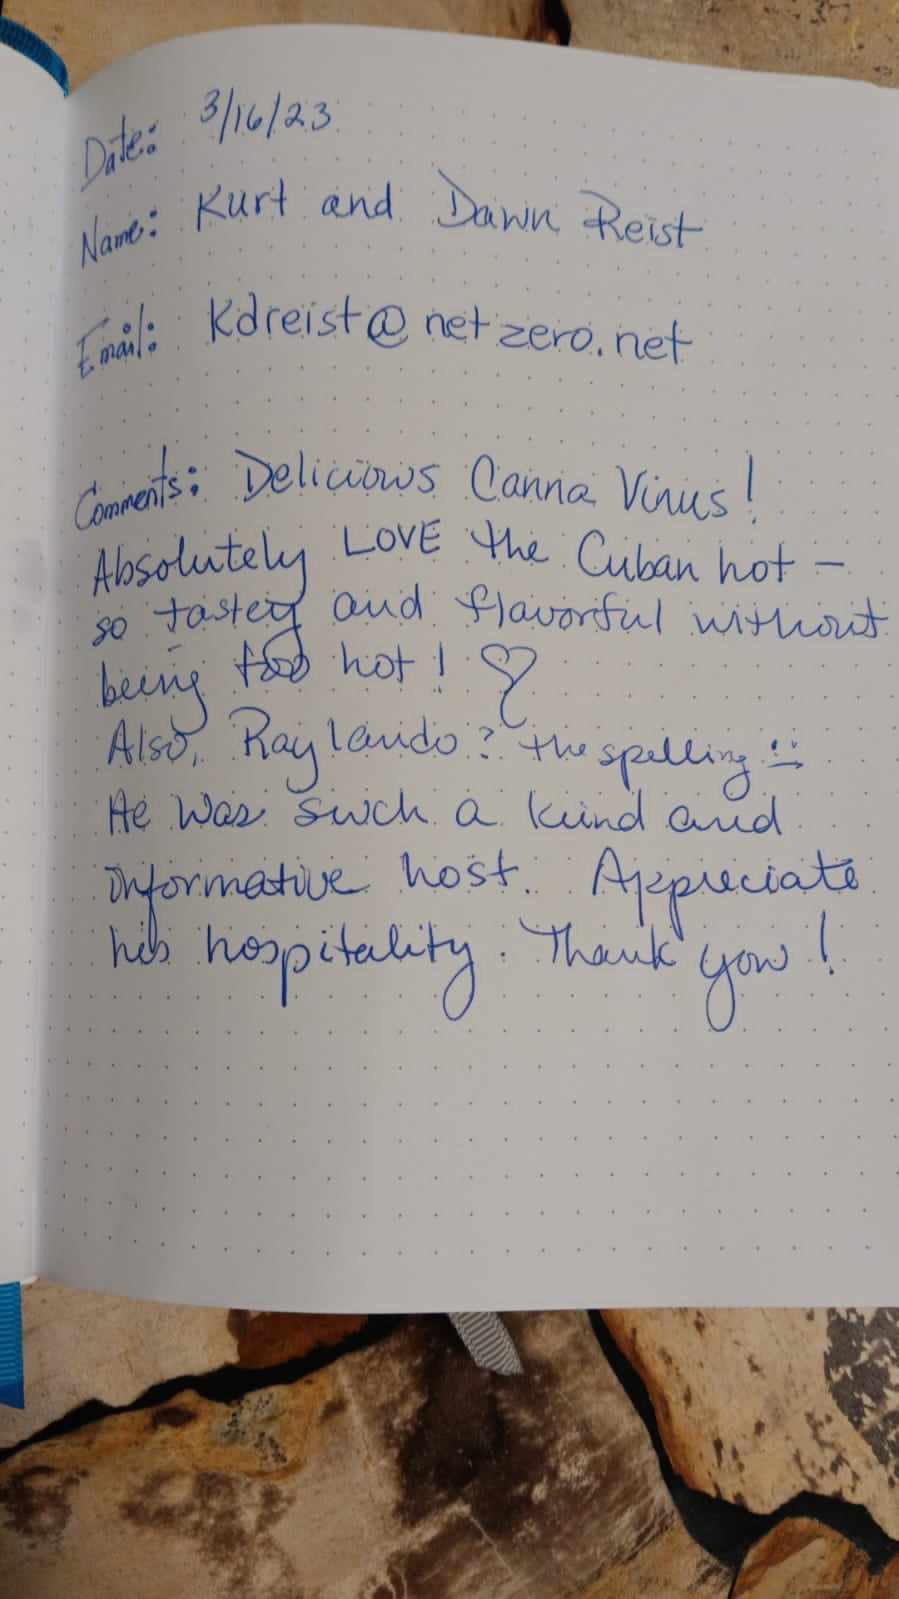 Date: 3/16/23
Name: Kurt and Dawn Reist
Email: Kdreist@netzero.net
Comments: Delicious Canna Vinus!
Absolutely LOVE the Cuban hot –
so tastey and flavorful without
being too hot! ♡
Also, Raylando? the spelling
He was such a kind and
informative host. Appreciate
his hospitality. Thank you!